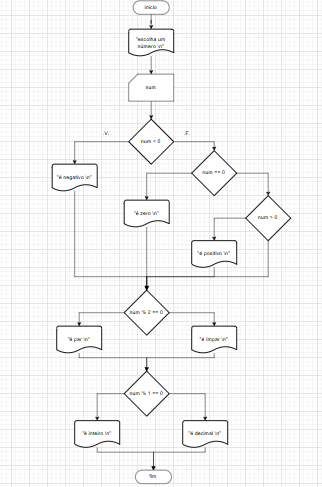 inicio
"escolha um
número \n"
num
.V.
num < 0
.F.
"é negativo \n"
num == 0
"é zero \n"
num > 0
"é positivo \n"
num % 2 == 0
"é par \n"
"é impar \n"
num % 1 == 0
"é inteiro \n"
"é decimal \n"
fim